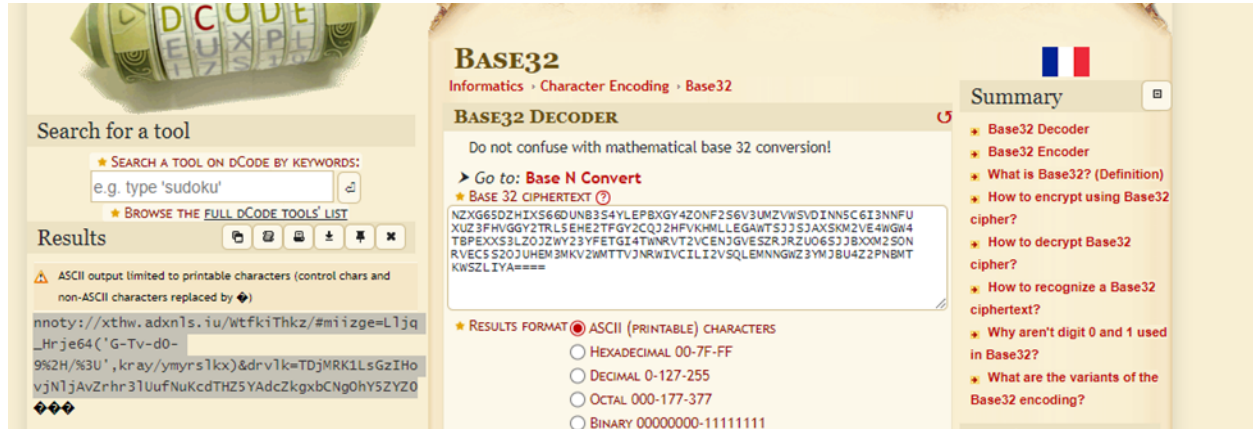 DCODE
EUXPL
Search for a tool
★ SEARCH A TOOL ON DCODE BY KEYWORDS:
e.g. type 'sudoku'
★ BROWSE THE FULL DCODE TOOLS' LIST
Results
ASCII output limited to printable characters (control chars and
non-ASCII characters replaced by �)
nnoty://xthw.adxnls.iu/WtfkiThkz/#miizge=Lljq
_Hrje64('G-Tv-dO-
9%2H/%3U',kray/ymyrslkx)&drvlk=TDjMRK1LsGzIHo
vjNljAvZrhr3lUufNuKcdTHZ5YAdcZkgxbCNgOhY5ZYZ0
���
BASE32
Informatics › Character Encoding › Base32
BASE32 DECODER
Do not confuse with mathematical base 32 conversion!
➤ Go to: Base N Convert
★ BASE 32 CIPHERTEXT (?)
NZXG65DZHIXS66DUNB3S4YLEPBXGY4ZONF2S6V3UMZVWSVDINN5C6I3NNFU
XUZ3FHVGGY2TRL5EHE2TFGY2CQJ2HFVKHMLLEGAWTSJJSJAXSKM2VE4WGW4
TBPEXXS3LZOJZWY23YFETGI4TWNRVT2VCENJGVESZRJRZUO6SJJBXXM2SON
RVEC5S2OJUHEM3MKV2WMTTVJNRWIVCILI2VSQLEMNNGWZ3YMJBU4Z2PNBMT
KWSZLIYA====
★ RESULTS FORMAT ASCII (PRINTABLE) CHARACTERS
HEXADECIMAL 00-7F-FF
DECIMAL 0-127-255
OCTAL 000-177-377
BINARY 00000000-11111111
Summary
Base32 Decoder
Base32 Encoder
What is Base32? (Definition)
How to encrypt using Base32
cipher?
How to decrypt Base32
cipher?
How to recognize a Base32
ciphertext?
Why aren't digit 0 and 1 used
in Base32?
What are the variants of the
Base32 encoding?